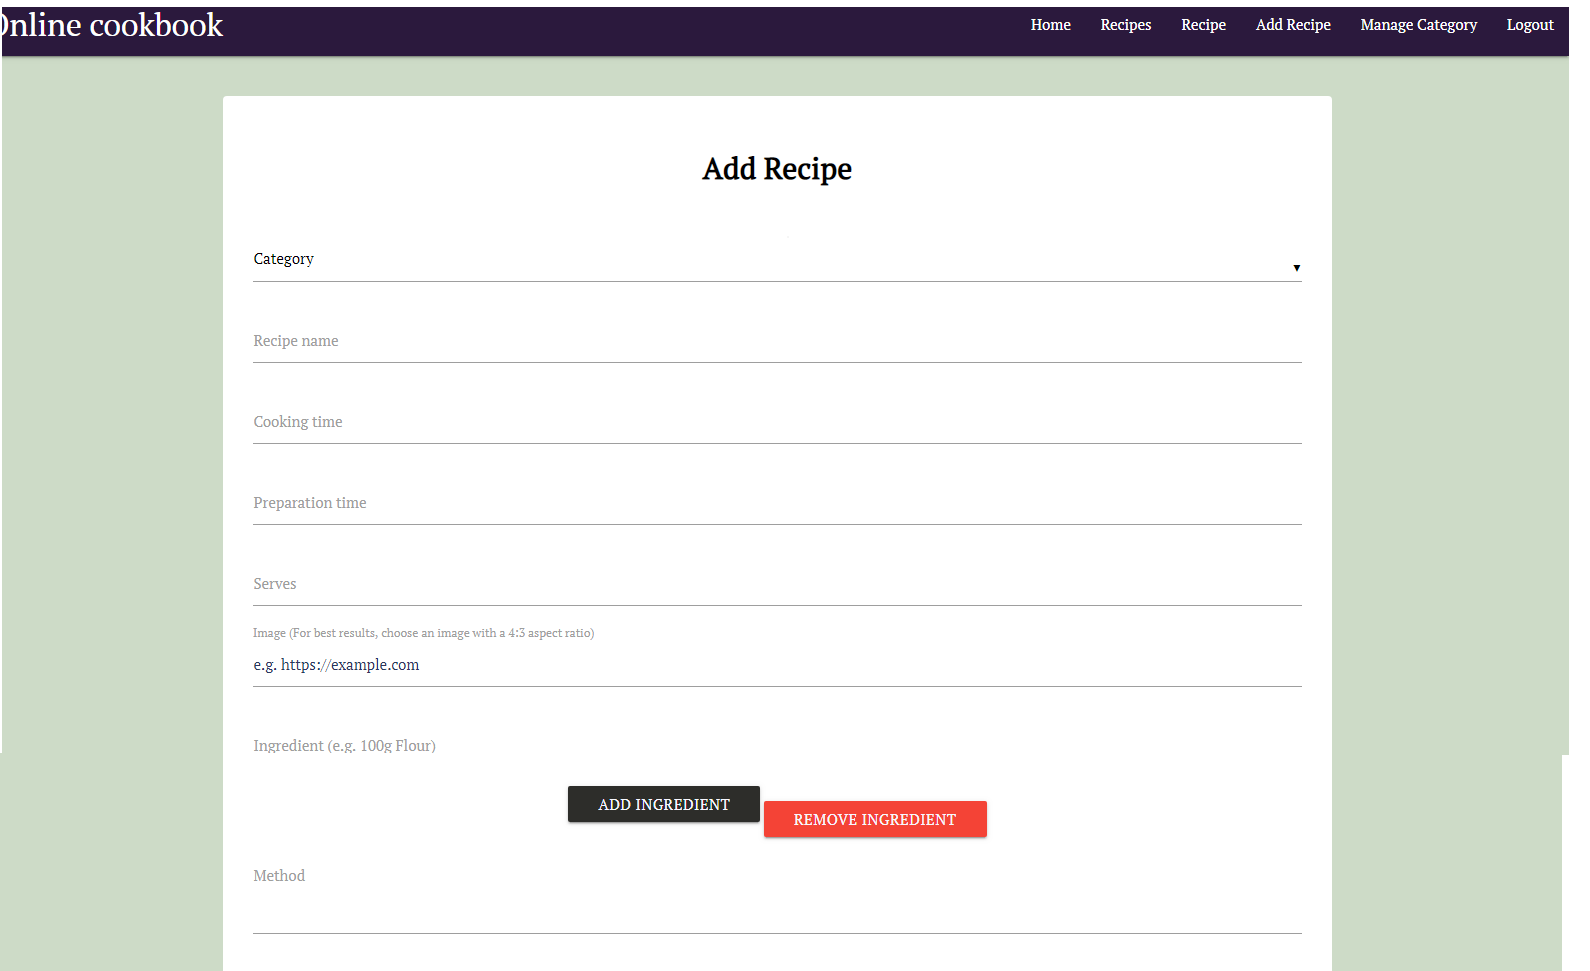 Online cookbook
Home Recipes Recipe Add Recipe Manage Category Logout
Add Recipe
Category
Recipe name
Cooking time
Preparation time
Serves
Image (For best results, choose an image with a 4:3 aspect ratio)
e.g. https://example.com
Ingredient (e.g. 100g Flour)
ADD INGREDIENT
REMOVE INGREDIENT
Method